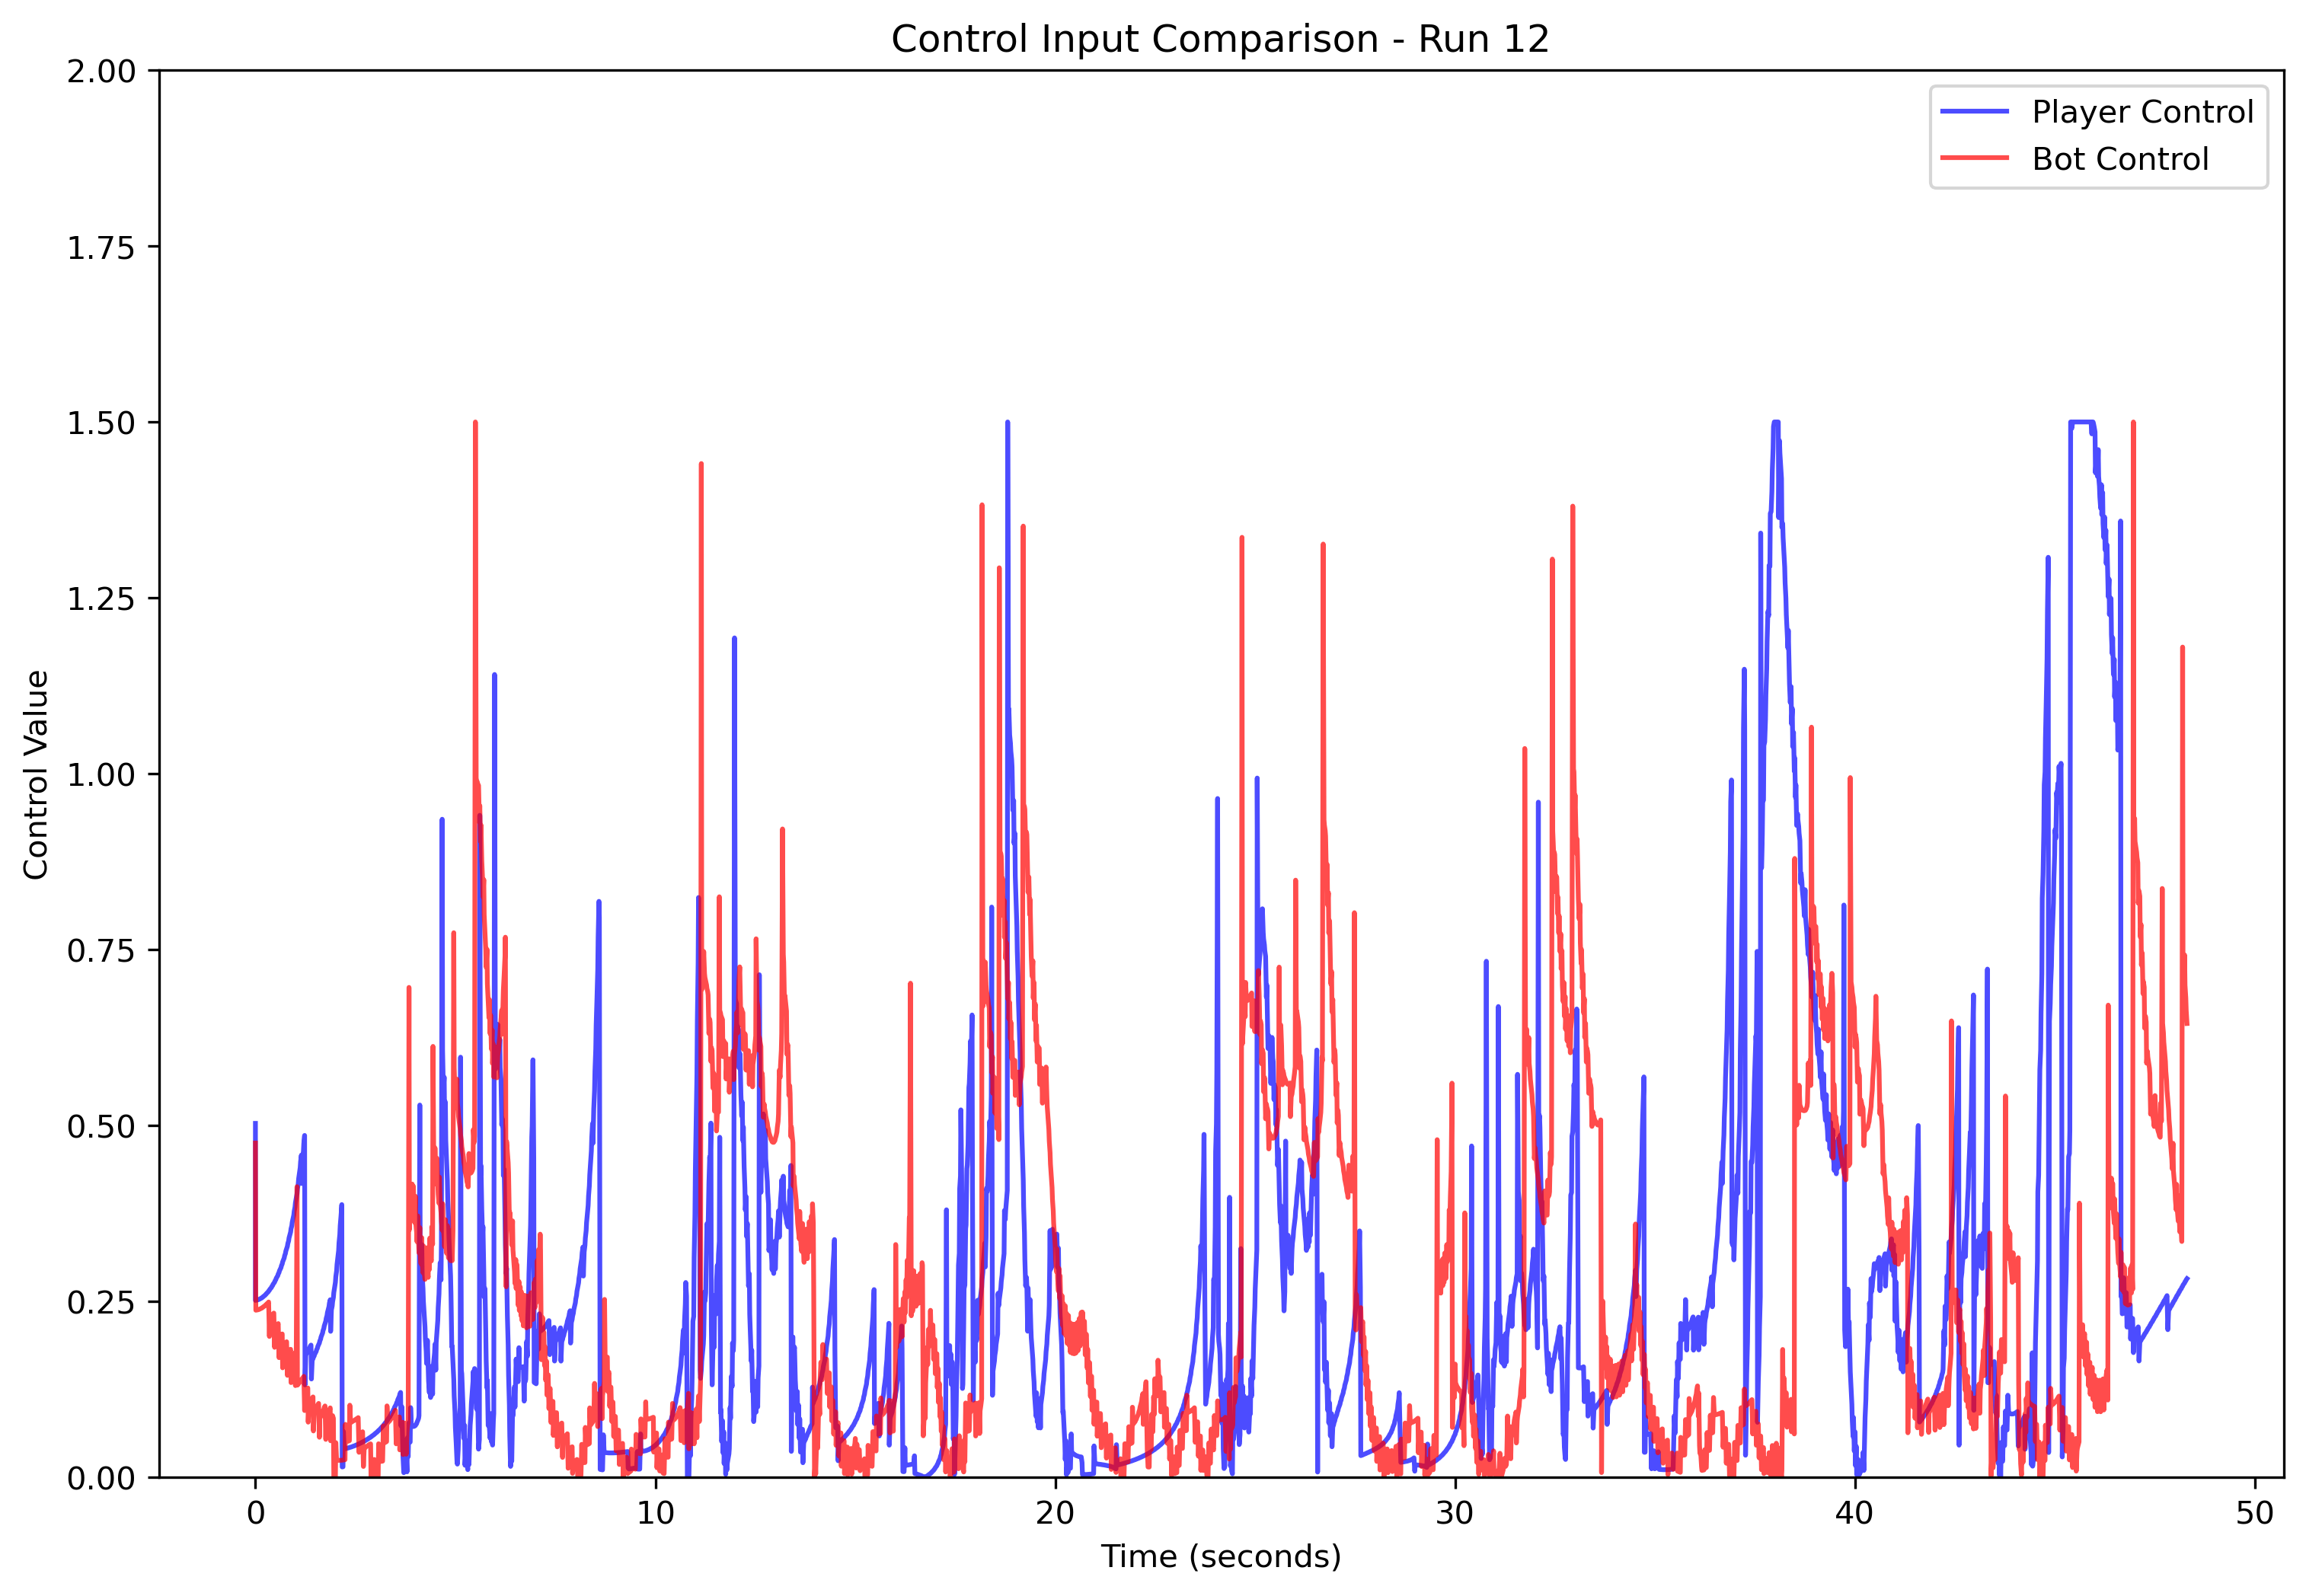 Control Input Comparison - Run 12
Player Control
Bot Control
Control Value
2.00
1.75
1.50
1.25
1.00
0.75
0.50
0.25
0.00
0 10 20 30 40 50
Time (seconds)